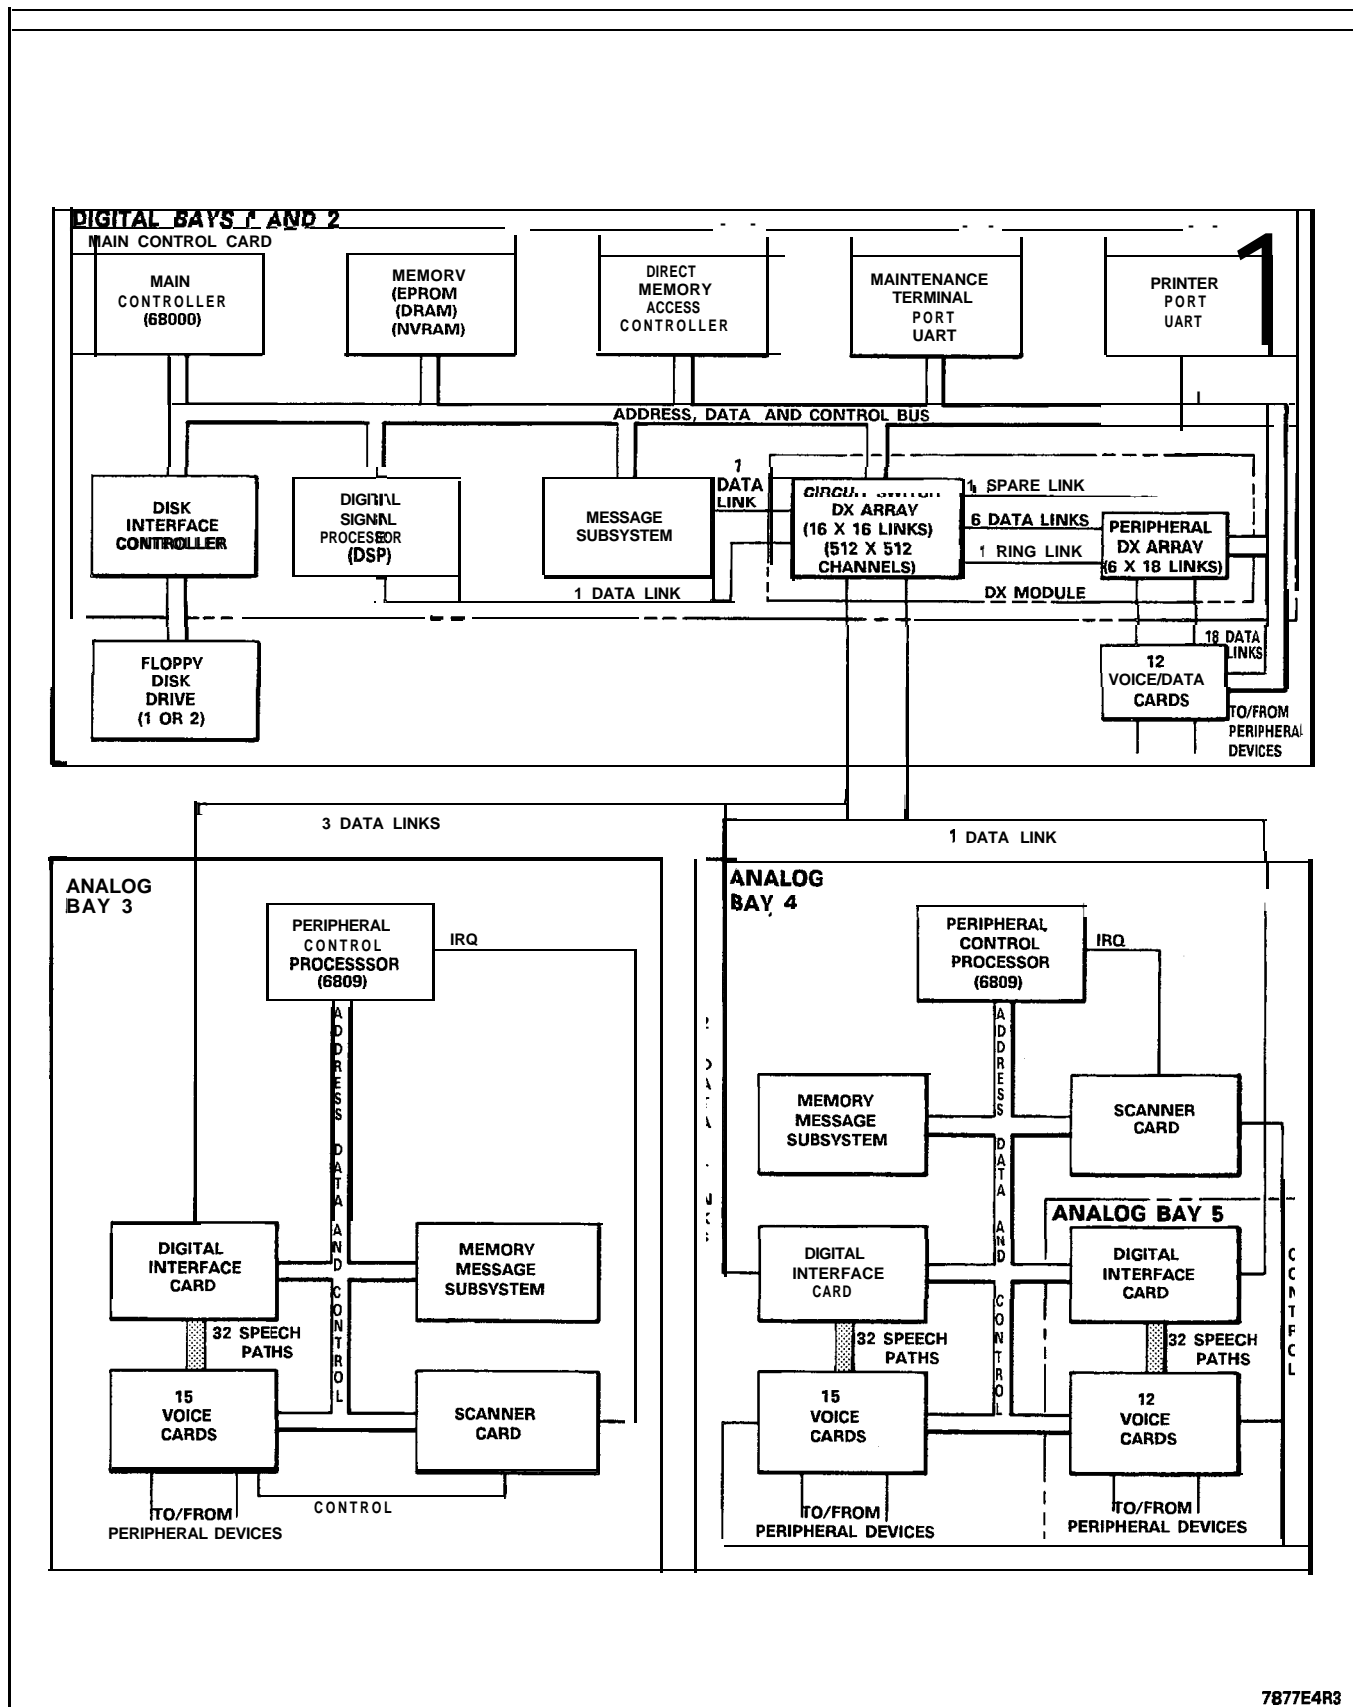 DIGITAL BAYS 1 AND 2
MAIN CONTROL CARD
MAIN
CONTROLLER
(68000)
MEMORY
(EPROM
(DRAM)
(NVRAM)
DIRECT
MEMORY
ACCESS
CONTROLLER
MAINTENANCE
TERMINAL
PORT
UART
PRINTER
PORT
UART
ADDRESS, DATA AND CONTROL BUS
DISK
INTERFACE
CONTROLLER
DIGITAL
SIGNAL
PROCESSOR
(DSP)
MESSAGE
SUBSYSTEM
1
DATA
LINK
CIRCUIT SWITCH
DX ARRAY
(16 X 16 LINKS)
(512 X 512
CHANNELS)
1 SPARE LINK
6 DATA LINKS
1 RING LINK
PERIPHERAL
DX ARRAY
(6 X 18 LINKS)
1 DATA LINK
DX MODULE
FLOPPY
DISK
DRIVE
(1 OR 2)
18 DATA
LINKS
12
VOICE/DATA
CARDS
TO/FROM
PERIPHERAL
DEVICES
3 DATA LINKS
1 DATA LINK
ANALOG
BAY 3
PERIPHERAL
CONTROL
PROCESSSOR
(6809)
IRQ
ADDRESS DATA AND CONTROL
DIGITAL
INTERFACE
CARD
MEMORY
MESSAGE
SUBSYSTEM
32 SPEECH
PATHS
15
VOICE
CARDS
SCANNER
CARD
CONTROL
TO/FROM
PERIPHERAL DEVICES
ANALOG
BAY 4
PERIPHERAL
CONTROL
PROCESSOR
(6809)
IRQ
ADDRESS DATA AND CONTROL
MEMORY
MESSAGE
SUBSYSTEM
SCANNER
CARD
DIGITAL
INTERFACE
CARD
ANALOG BAY 5
DIGITAL
INTERFACE
CARD
CONTROL
32 SPEECH
PATHS
32 SPEECH
PATHS
15
VOICE
CARDS
12
VOICE
CARDS
TO/FROM
PERIPHERAL DEVICES
TO/FROM
PERIPHERAL DEVICES
7877E4R3